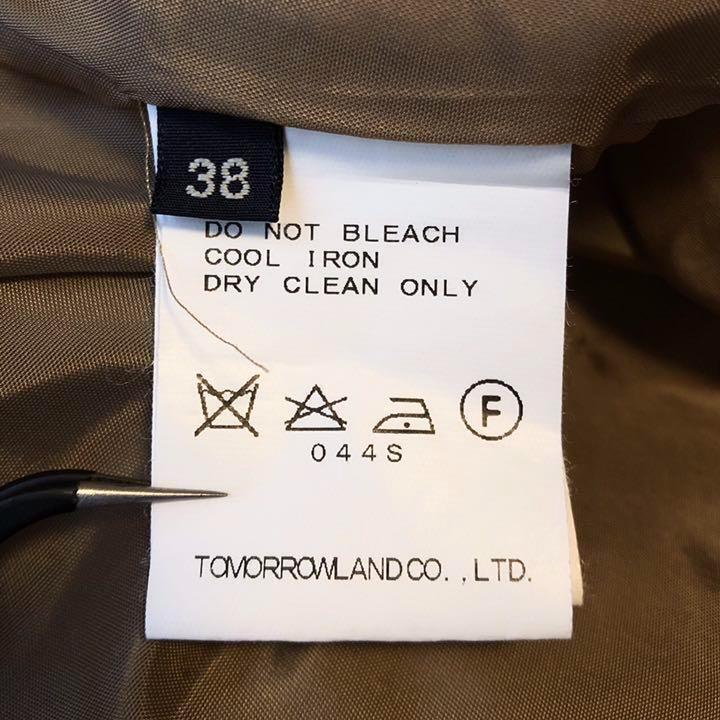 38
DO NOT BLEACH
COOL IRON
DRY CLEAN ONLY
F
044S
TOMORROWLAND CO.,LTD.